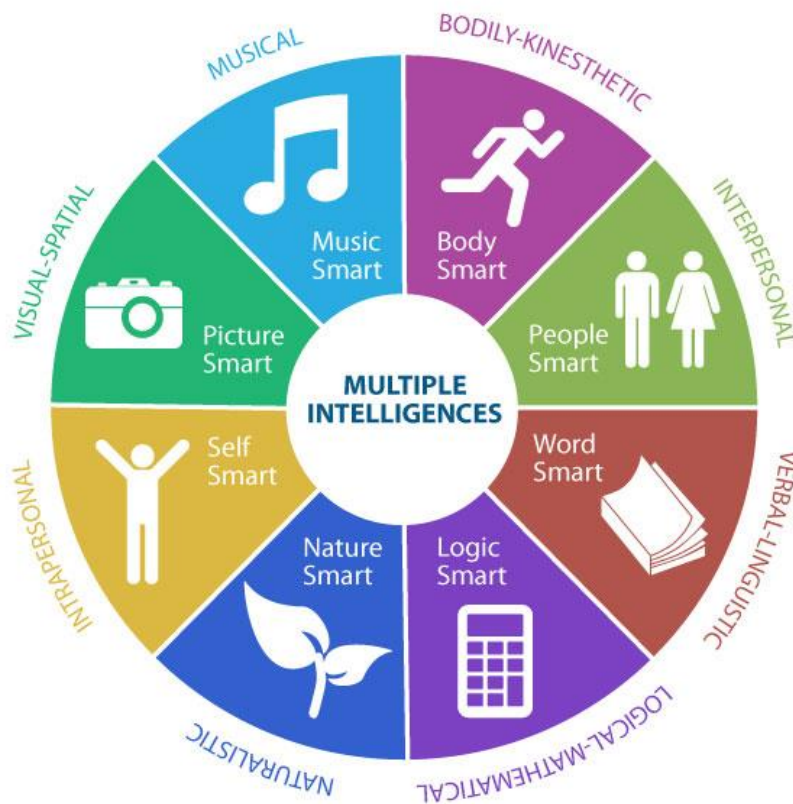 MUSICAL
BODILY-KINESTHETIC
INTERPERSONAL
VERBAL-LINGUISTIC
LOGICAL-MATHEMATICAL
NATURALISTIC
INTRAPERSONAL
VISUAL-SPATIAL
Music
Smart
Body
Smart
People
Smart
Word
Smart
Logic
Smart
Nature
Smart
Self
Smart
Picture
Smart
MULTIPLE
INTELLIGENCES